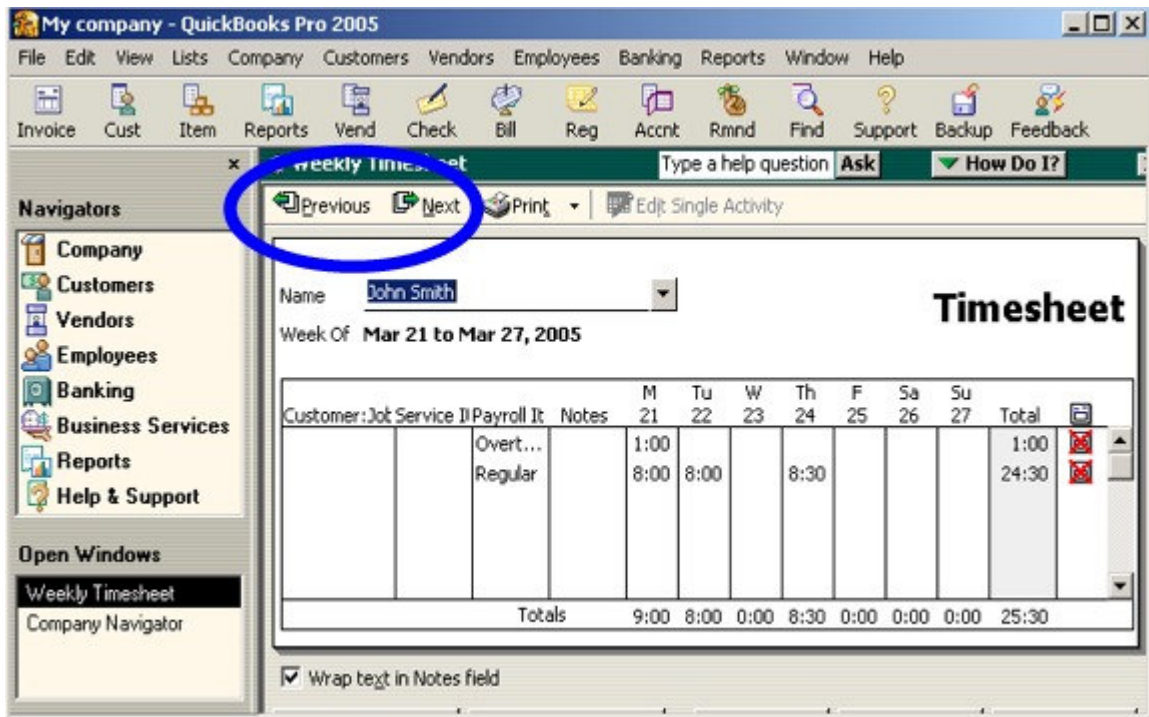 My company - QuickBooks Pro 2005
File Edit View Lists Company Customers Vendors Employees Banking Reports Window Help
Invoice Cust Item Reports Vend Check Bill Reg Accnt Rmnd Find Support Backup Feedback
Weekly Timesheet Type a help question Ask How Do I?
Previous Next Print Edit Single Activity
Navigators
Company
Customers
Vendors
Employees
Banking
Business Services
Reports
Help & Support
Open Windows
Weekly Timesheet
Company Navigator
Name John Smith
Timesheet
Week Of Mar 21 to Mar 27, 2005
M Tu W Th F Sa Su
Customer:Job Service I Payroll It Notes 21 22 23 24 25 26 27 Total
Overt... 1:00 1:00
Regular 8:00 8:00 8:30 24:30
Totals 9:00 8:00 0:00 8:30 0:00 0:00 0:00 25:30
Wrap text in Notes field